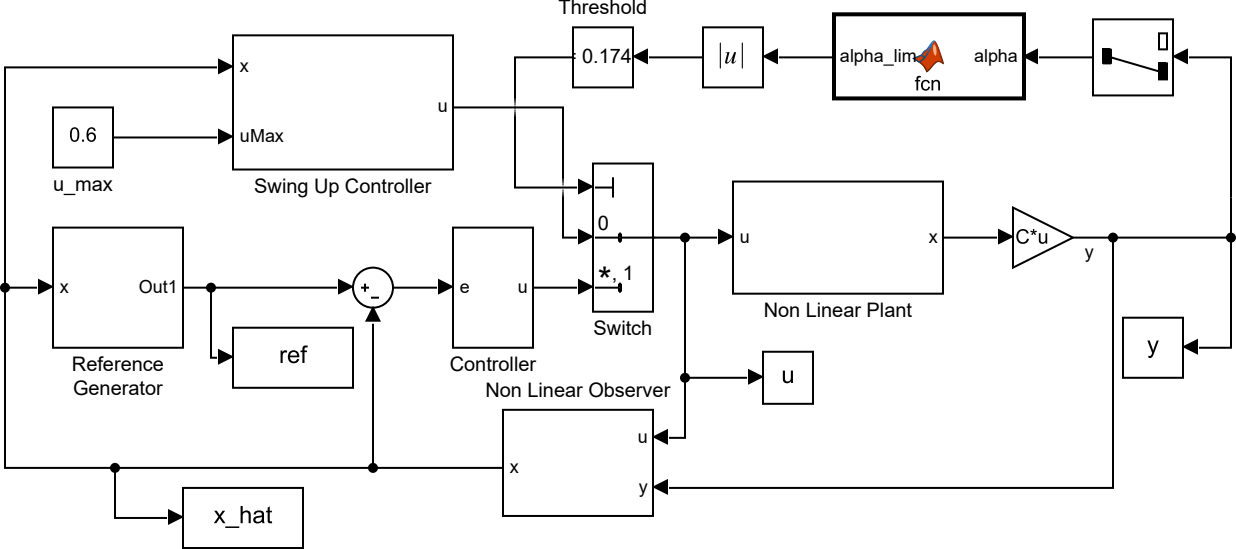 Threshold
: 0.174
|u|
alpha_lim
fcn
alpha
x
u
uMax
0.6
u_max
Swing Up Controller
0
*, 1
Switch
u
x
Non Linear Plant
C*u
y
x
Out1
Reference
Generator
ref
+
-
e
u
Controller
y
u
Non Linear Observer
x
u
y
x_hat